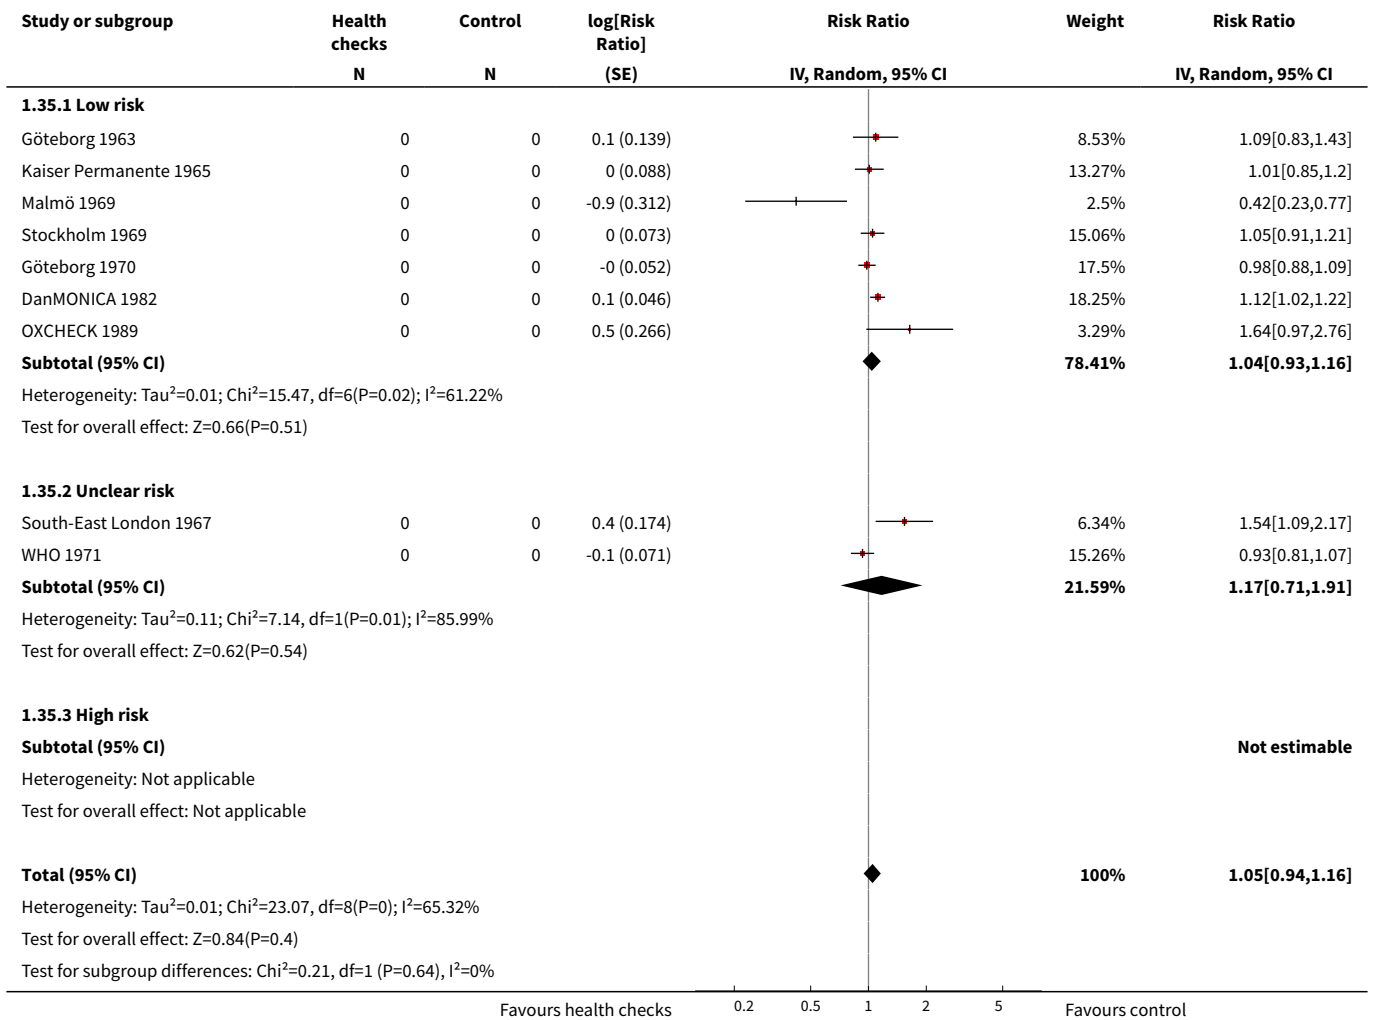 Study or subgroup Health checks Control log[Risk Ratio] Risk Ratio Weight Risk Ratio
N N (SE) IV, Random, 95% CI IV, Random, 95% CI
1.35.1 Low risk
Göteborg 1963 0 0 0.1 (0.139) 8.53% 1.09[0.83,1.43]
Kaiser Permanente 1965 0 0 0 (0.088) 13.27% 1.01[0.85,1.2]
Malmö 1969 0 0 -0.9 (0.312) 2.5% 0.42[0.23,0.77]
Stockholm 1969 0 0 0 (0.073) 15.06% 1.05[0.91,1.21]
Göteborg 1970 0 0 -0 (0.052) 17.5% 0.98[0.88,1.09]
DanMONICA 1982 0 0 0.1 (0.046) 18.25% 1.12[1.02,1.22]
OXCHECK 1989 0 0 0.5 (0.266) 3.29% 1.64[0.97,2.76]
Subtotal (95% CI) 78.41% 1.04[0.93,1.16]
Heterogeneity: Tau²=0.01; Chi²=15.47, df=6(P=0.02); I²=61.22%
Test for overall effect: Z=0.66(P=0.51)
1.35.2 Unclear risk
South-East London 1967 0 0 0.4 (0.174) 6.34% 1.54[1.09,2.17]
WHO 1971 0 0 -0.1 (0.071) 15.26% 0.93[0.81,1.07]
Subtotal (95% CI) 21.59% 1.17[0.71,1.91]
Heterogeneity: Tau²=0.11; Chi²=7.14, df=1(P=0.01); I²=85.99%
Test for overall effect: Z=0.62(P=0.54)
1.35.3 High risk
Subtotal (95% CI) Not estimable
Heterogeneity: Not applicable
Test for overall effect: Not applicable
Total (95% CI) 100% 1.05[0.94,1.16]
Heterogeneity: Tau²=0.01; Chi²=23.07, df=8(P=0); I²=65.32%
Test for overall effect: Z=0.84(P=0.4)
Test for subgroup differences: Chi²=0.21, df=1 (P=0.64), I²=0%
Favours health checks 0.2 0.5 1 2 5 Favours control